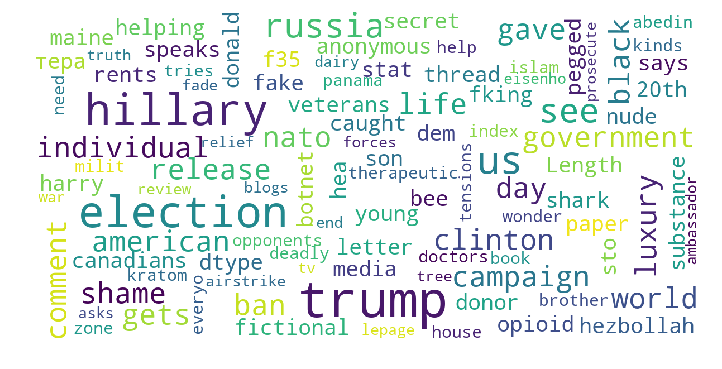 maine
helping
russia
secret
gave
abedin
тера
speaks
donald
anonymous
help
pegged
prosecute
black
kinds
truth
rents
tries
stat
dairy
thread
islam
says
need
fade
fake
panama
eisenho
20th
hillary
veterans
life
fking
see
nude
individual
relief
nato
caught
forces
dem
index
government
milit
release
son
therapeutic
tensions
us
Length
harry
review
blogs
botnet
hea
bee
day
shark
luxury
substance
ambassador
war
election
end
young
wonder
paper
comment
american
opponents
letter
clinton
sto
canadians
dtype
deadly
media
doctors
book
kratom
airstrike
tv
tree
campaign
shame
everyo
ban
trump
donor
brother
world
asks
gets
zone
fictional
lepage
house
opioid
hezbollah